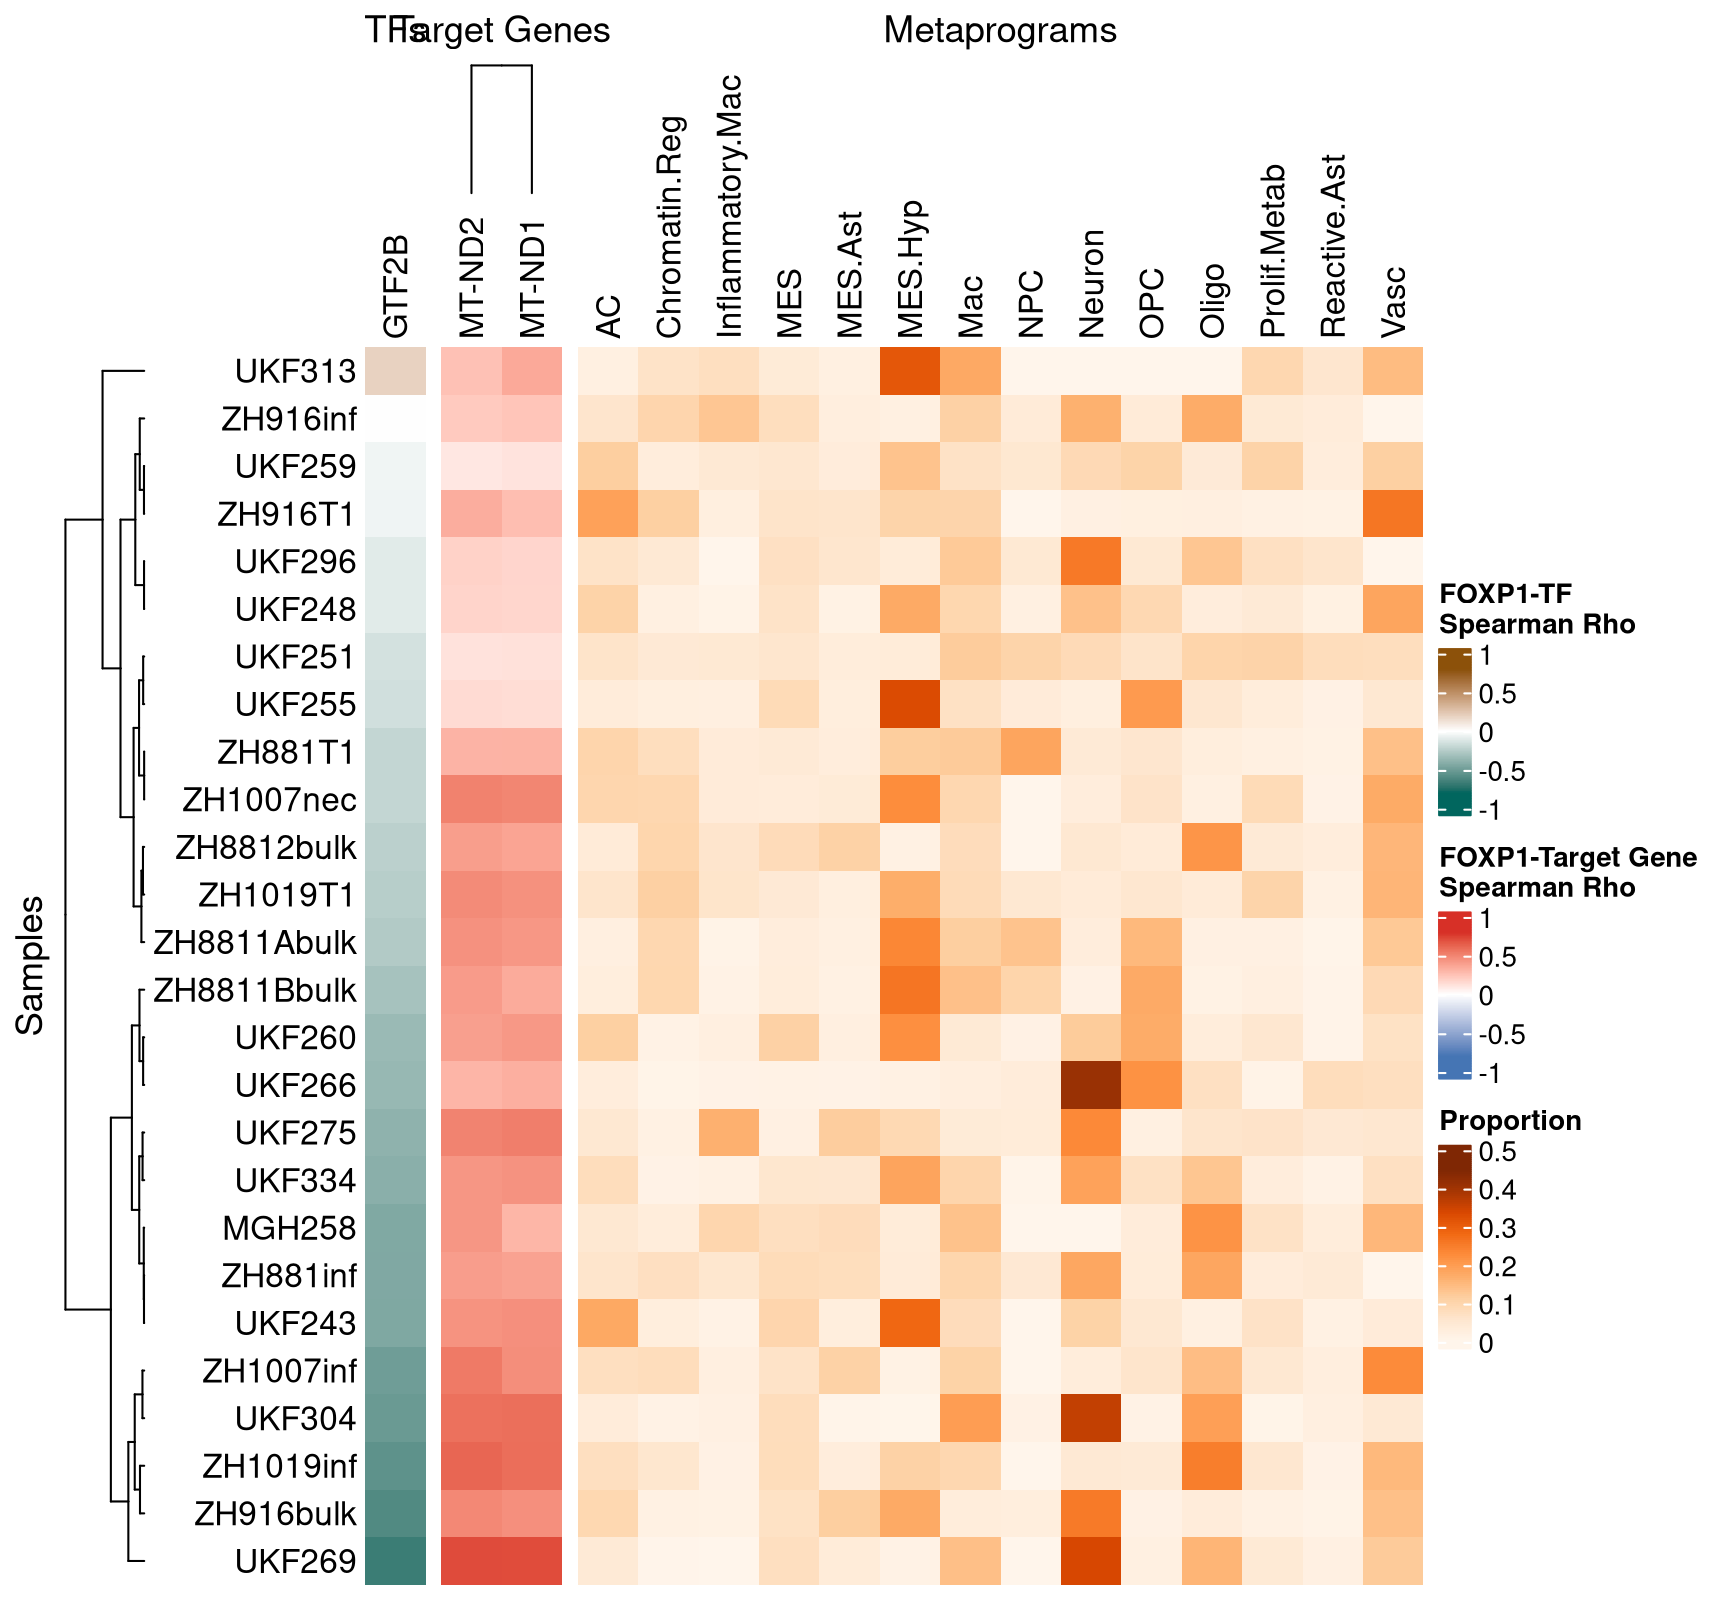 TFs
Target Genes
Metaprograms
GTF2B
MT-ND2
MT-ND1
AC
Chromatin.Reg
Inflammatory.Mac
MES
MES.Ast
MES.Hyp
Mac
NPC
Neuron
OPC
Oligo
Prolif.Metab
Reactive.Ast
Vasc
Samples
UKF313
ZH916inf
UKF259
ZH916T1
UKF296
UKF248
UKF251
UKF255
ZH881T1
ZH1007nec
ZH8812bulk
ZH1019T1
ZH8811Abulk
ZH8811Bbulk
UKF260
UKF266
UKF275
UKF334
MGH258
ZH881inf
UKF243
ZH1007inf
UKF304
ZH1019inf
ZH916bulk
UKF269
FOXP1-TF
Spearman Rho
1
0.5
0
-0.5
-1
FOXP1-Target Gene
Spearman Rho
1
0.5
0
-0.5
-1
Proportion
0.5
0.4
0.3
0.2
0.1
0